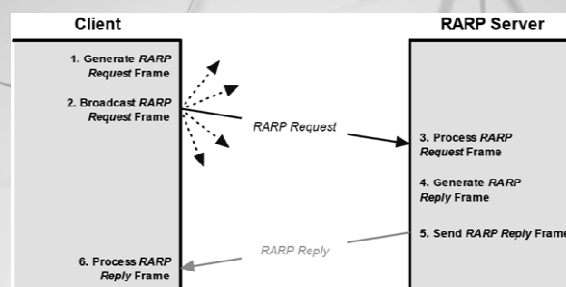 Client
RARP Server
1. Generate RARP
Request Frame
2. Broadcast RARP
Request Frame
RARP Request
3. Process RARP
Request Frame
4. Generate RARP
Reply Frame
5. Send RARP Reply Frame
RARP Reply
6. Process RARP
Reply Frame